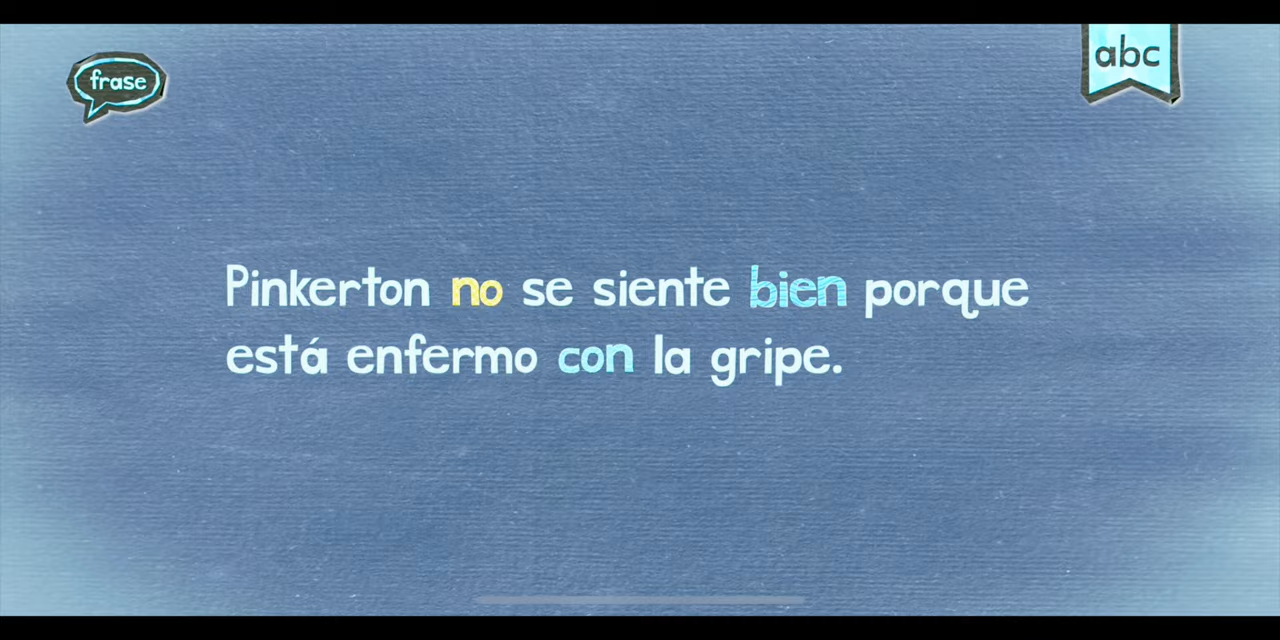 frase
abc
Pinkerton no se siente bien porque
está enfermo con la gripe.